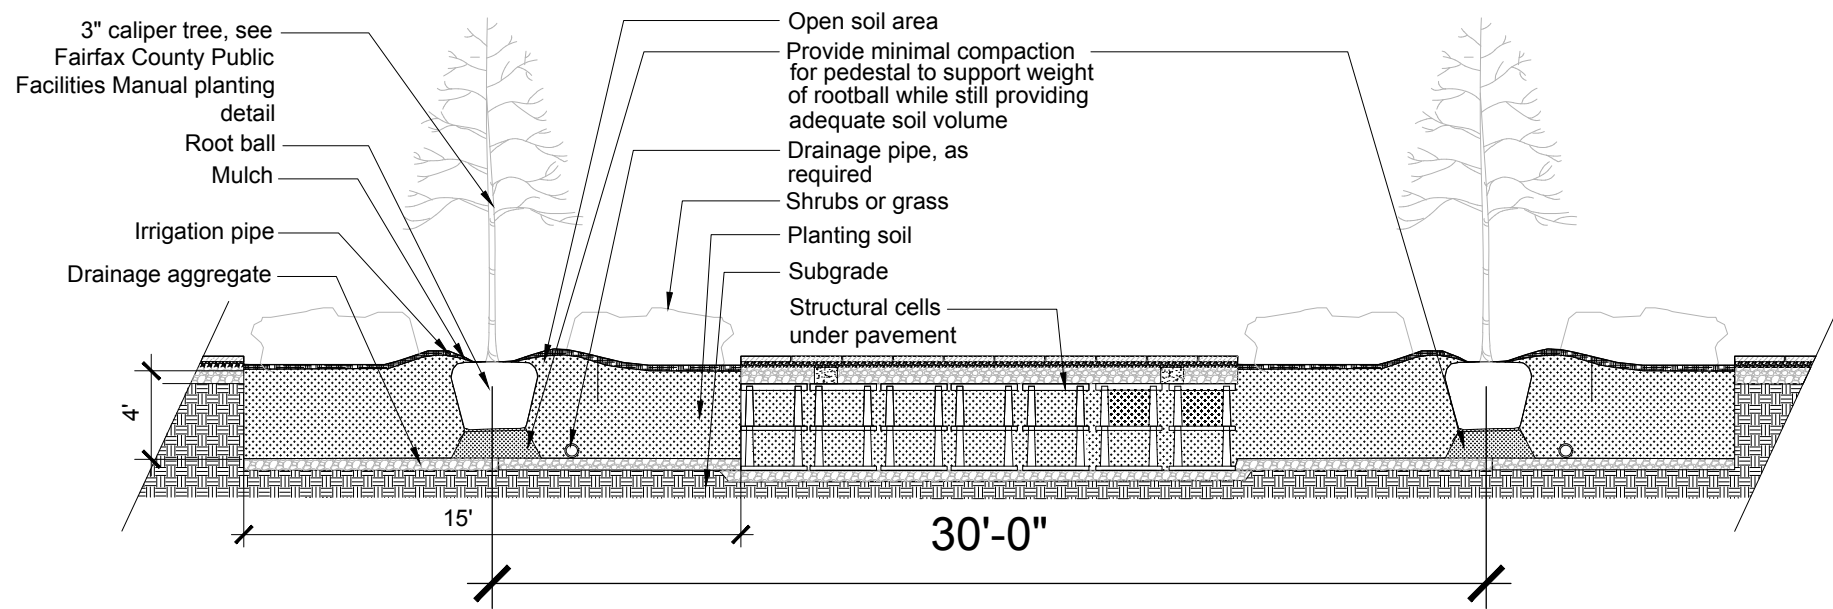 3" caliper tree, see
Fairfax County Public
Facilities Manual planting
detail
Root ball
Mulch
Irrigation pipe
Drainage aggregate
Open soil area
Provide minimal compaction
for pedestal to support weight
of rootball while still providing
adequate soil volume
Drainage pipe, as
required
Shrubs or grass
Planting soil
Subgrade
Structural cells
under pavement
4'
15'
30'-0"